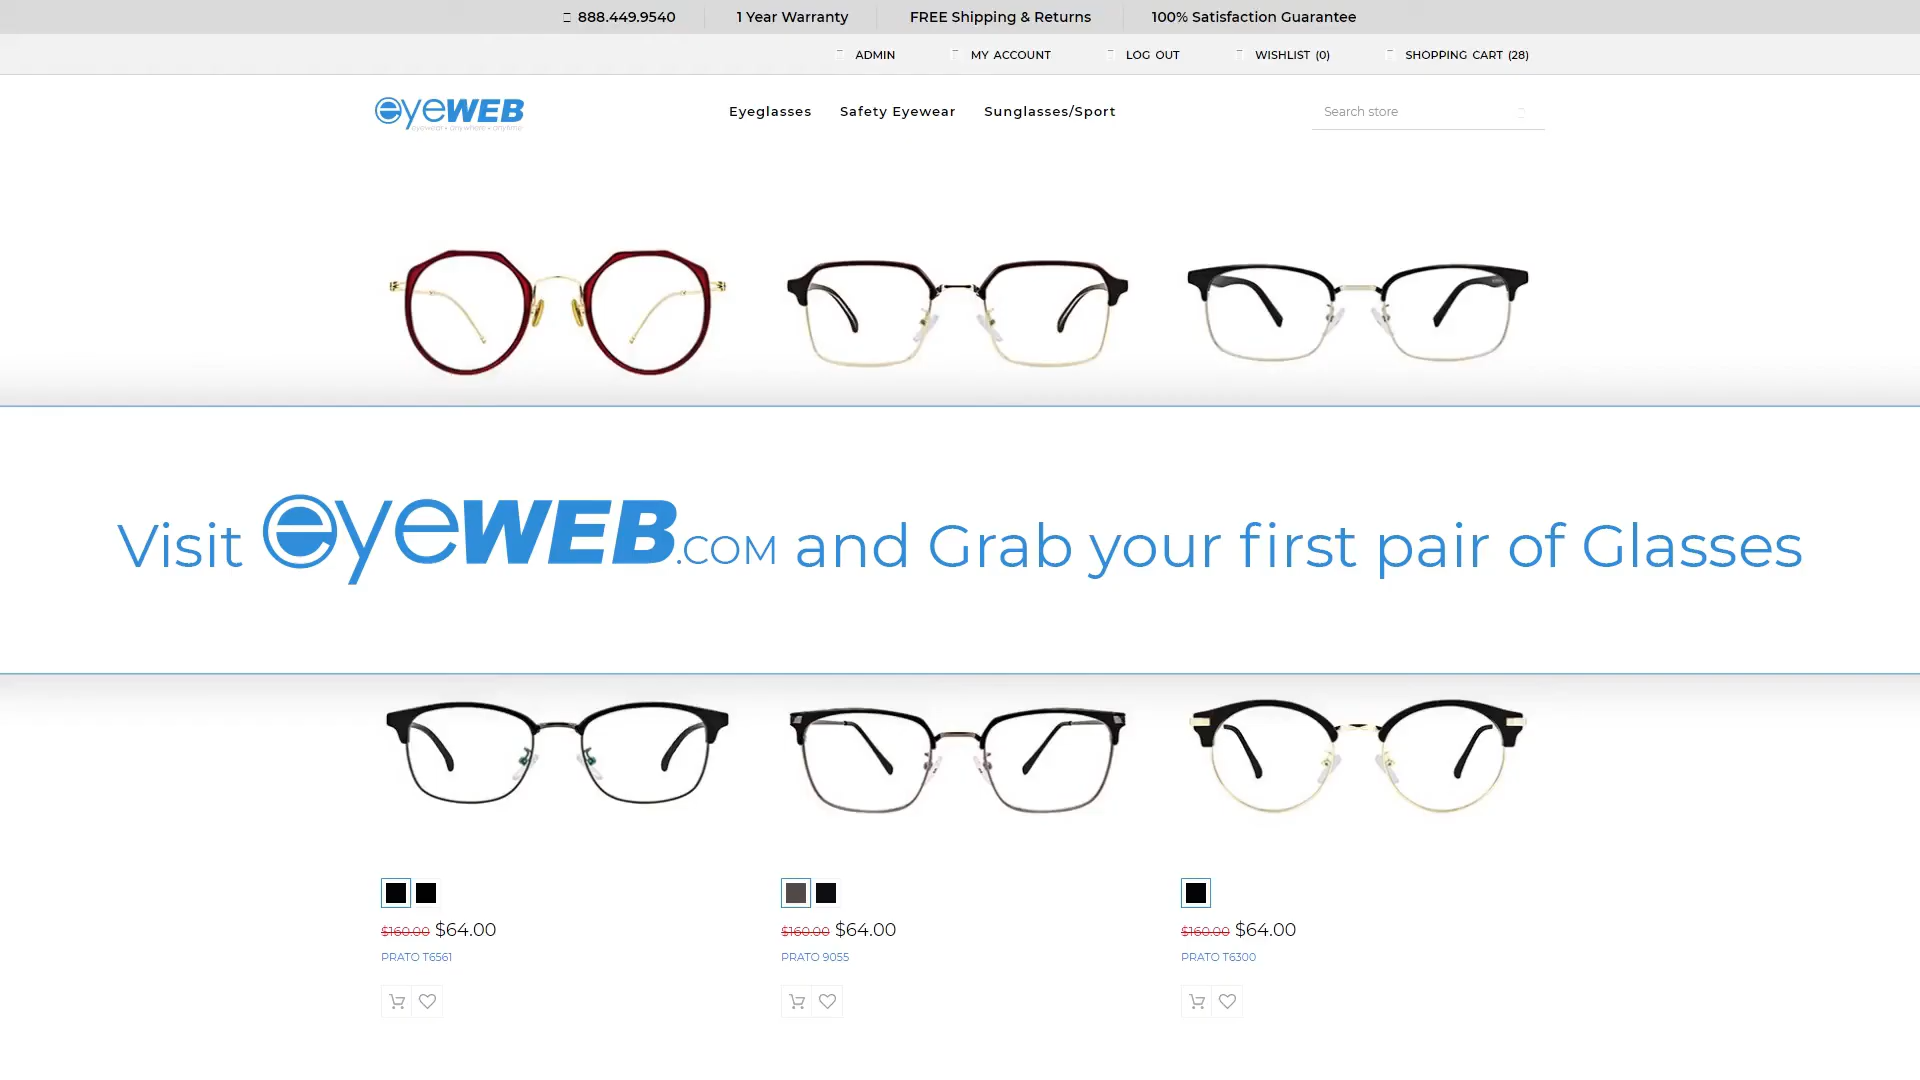 888.449.9540 1 Year Warranty FREE Shipping & Returns 100% Satisfaction Guarantee
ADMIN MY ACCOUNT LOG OUT WISHLIST (0) SHOPPING CART (28)
eyeWEB Eyeglasses Safety Eyewear Sunglasses/Sport Search store
eyewear • anywhere • anytime
Visit eyeWEB.COM and Grab your first pair of Glasses
$160.00 $64.00 $160.00 $64.00 $160.00 $64.00
PRATO T6561 PRATO 9055 PRATO T6300